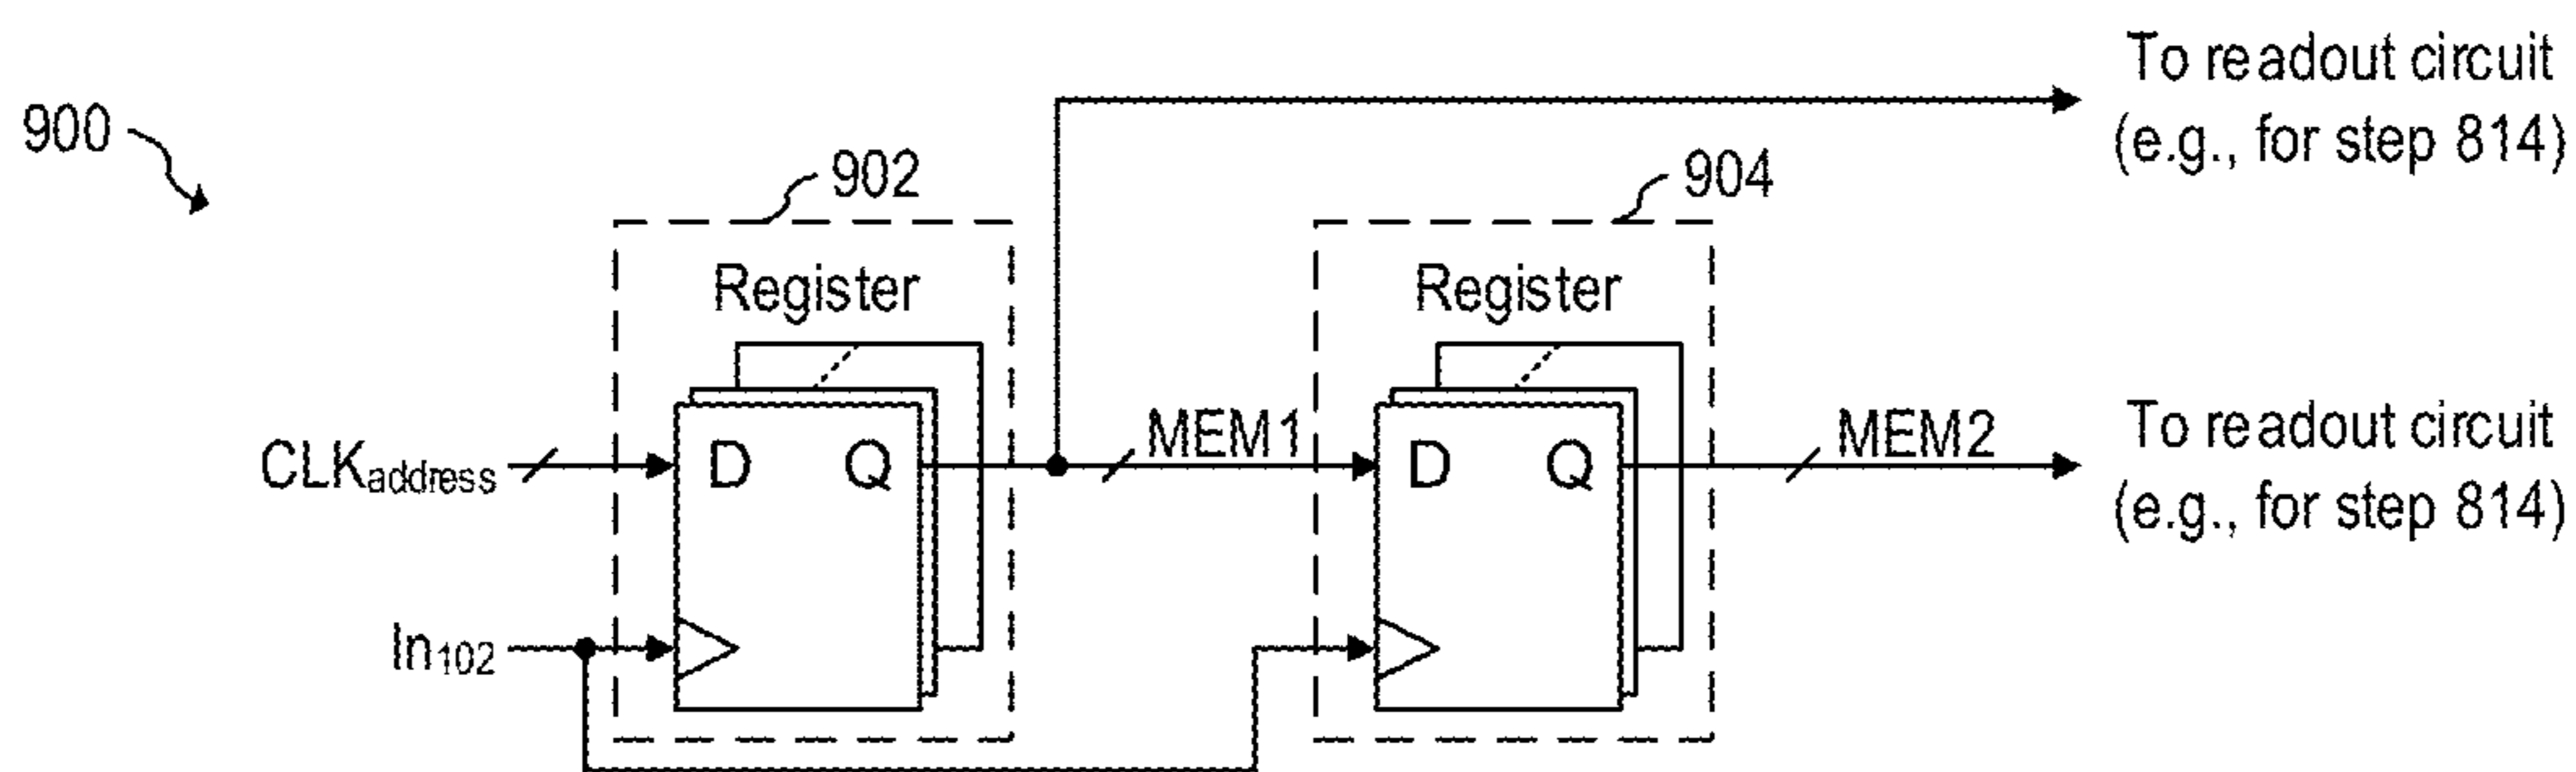 To readout circuit
(e.g., for step 814)
900
902
904
Register
Register
CLKaddress
D
Q
MEM1
D
Q
MEM2
To readout circuit
(e.g., for step 814)
In102